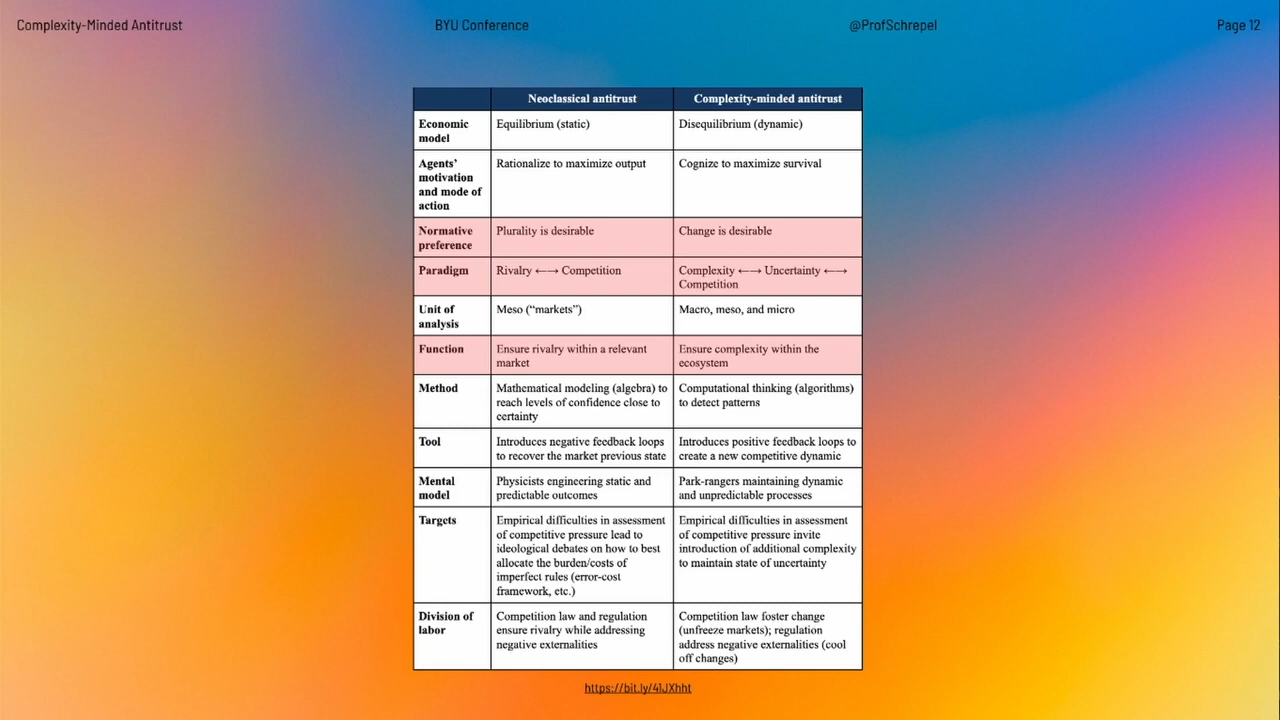 Complexity-Minded Antitrust
BYU Conference
@ProfSchrepel
Page 12
Neoclassical antitrust
Complexity-minded antitrust
Economic
model
Equilibrium (static)
Disequilibrium (dynamic)
Agents'
motivation
and mode of
action
Rationalize to maximize output
Cognize to maximize survival
Normative
preference
Plurality is desirable
Change is desirable
Paradigm
Rivalry ←→ Competition
Complexity ←→ Uncertainty ←→
Competition
Unit of
analysis
Meso (“markets”)
Macro, meso, and micro
Function
Ensure rivalry within a relevant
market
Ensure complexity within the
ecosystem
Method
Mathematical modeling (algebra) to
reach levels of confidence close to
certainty
Computational thinking (algorithms)
to detect patterns
Tool
Introduces negative feedback loops
to recover the market previous state
Introduces positive feedback loops to
create a new competitive dynamic
Mental
model
Physicists engineering static and
predictable outcomes
Park-rangers maintaining dynamic
and unpredictable processes
Targets
Empirical difficulties in assessment
of competitive pressure lead to
ideological debates on how to best
allocate the burden/costs of
imperfect rules (error-cost
framework, etc.)
Empirical difficulties in assessment
of competitive pressure invite
introduction of additional complexity
to maintain state of uncertainty
Division of
labor
Competition law and regulation
ensure rivalry while addressing
negative externalities
Competition law foster change
(unfreeze markets); regulation
address negative externalities (cool
off changes)
https://bit.ly/41JXhht